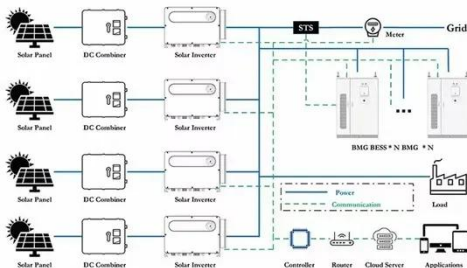 STS
Meter
Grid
Solar Panel
DC Combiner
Solar Inverter
Solar Panel
DC Combiner
Solar Inverter
BMG BESS * N BMG * N
Solar Panel
DC Combiner
Solar Inverter
Power
Communication
Load
Solar Panel
DC Combiner
Solar Inverter
Controller
Router
Cloud Server
Applications